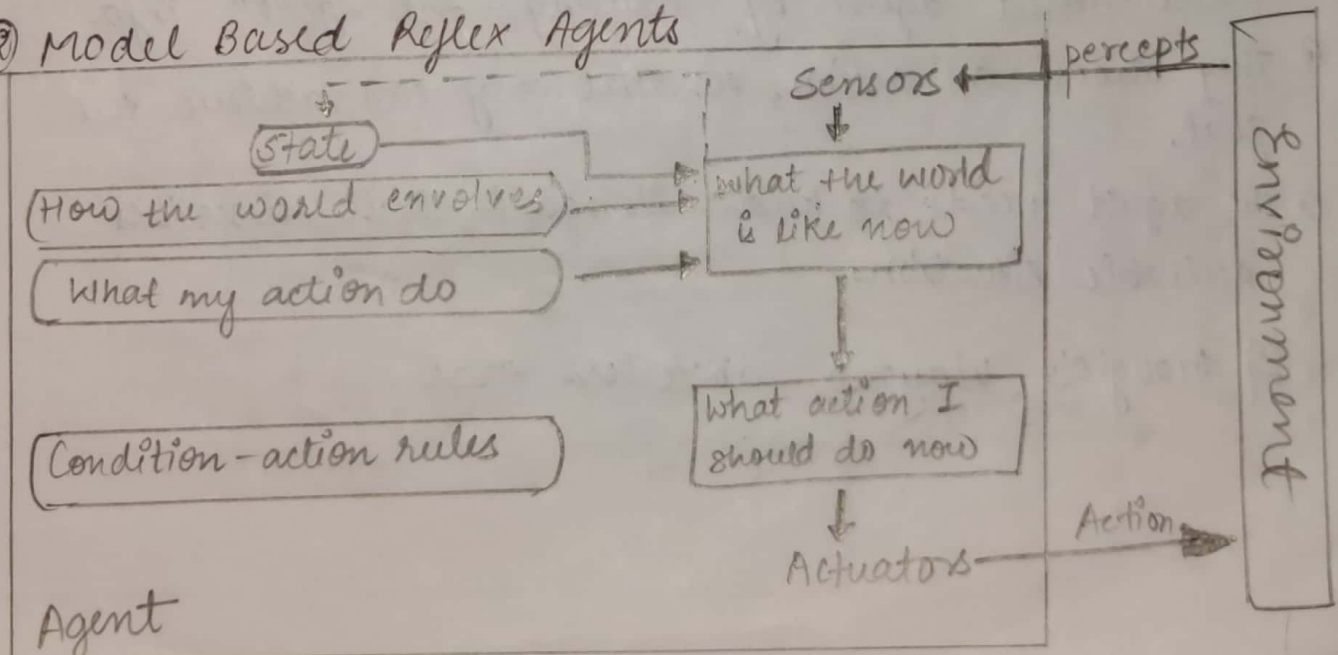 ② Model Based Reflex Agents
percepts
Sensors
State
How the world envolves
what the world
is like now
What my action do
What action I
should do now
Condition-action rules
Action
Actuators
Agent
Environment